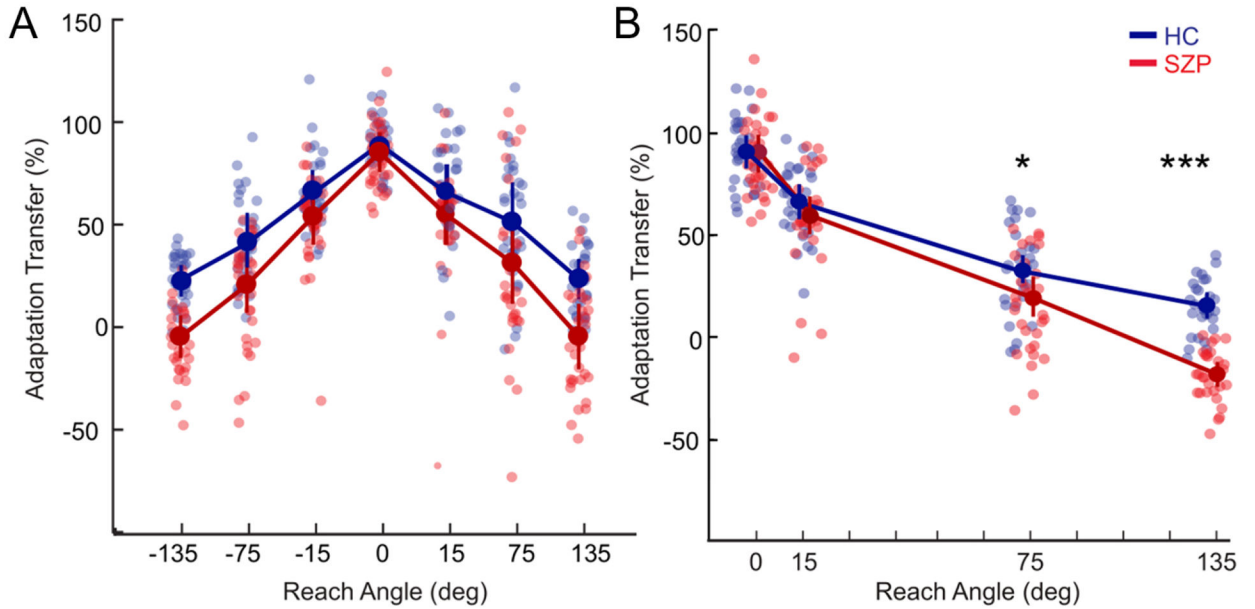 A
150
100
50
0
-50
Adaptation Transfer (%)
-135 -75 -15 0 15 75 135
Reach Angle (deg)
B
HC
SZP
150
100
50
0
-50
Adaptation Transfer (%)
* ***
0 15 75 135
Reach Angle (deg)